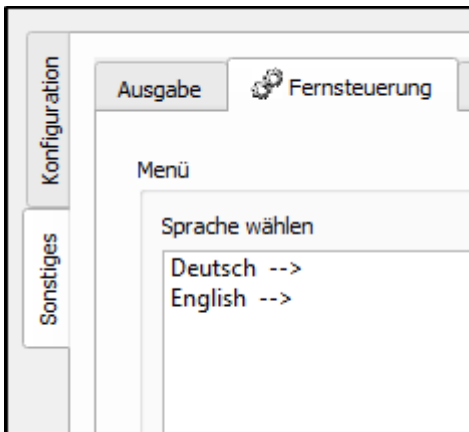 Konfiguration
Sonstiges
Ausgabe
Fernsteuerung
Menü
Sprache wählen
Deutsch -->
English -->